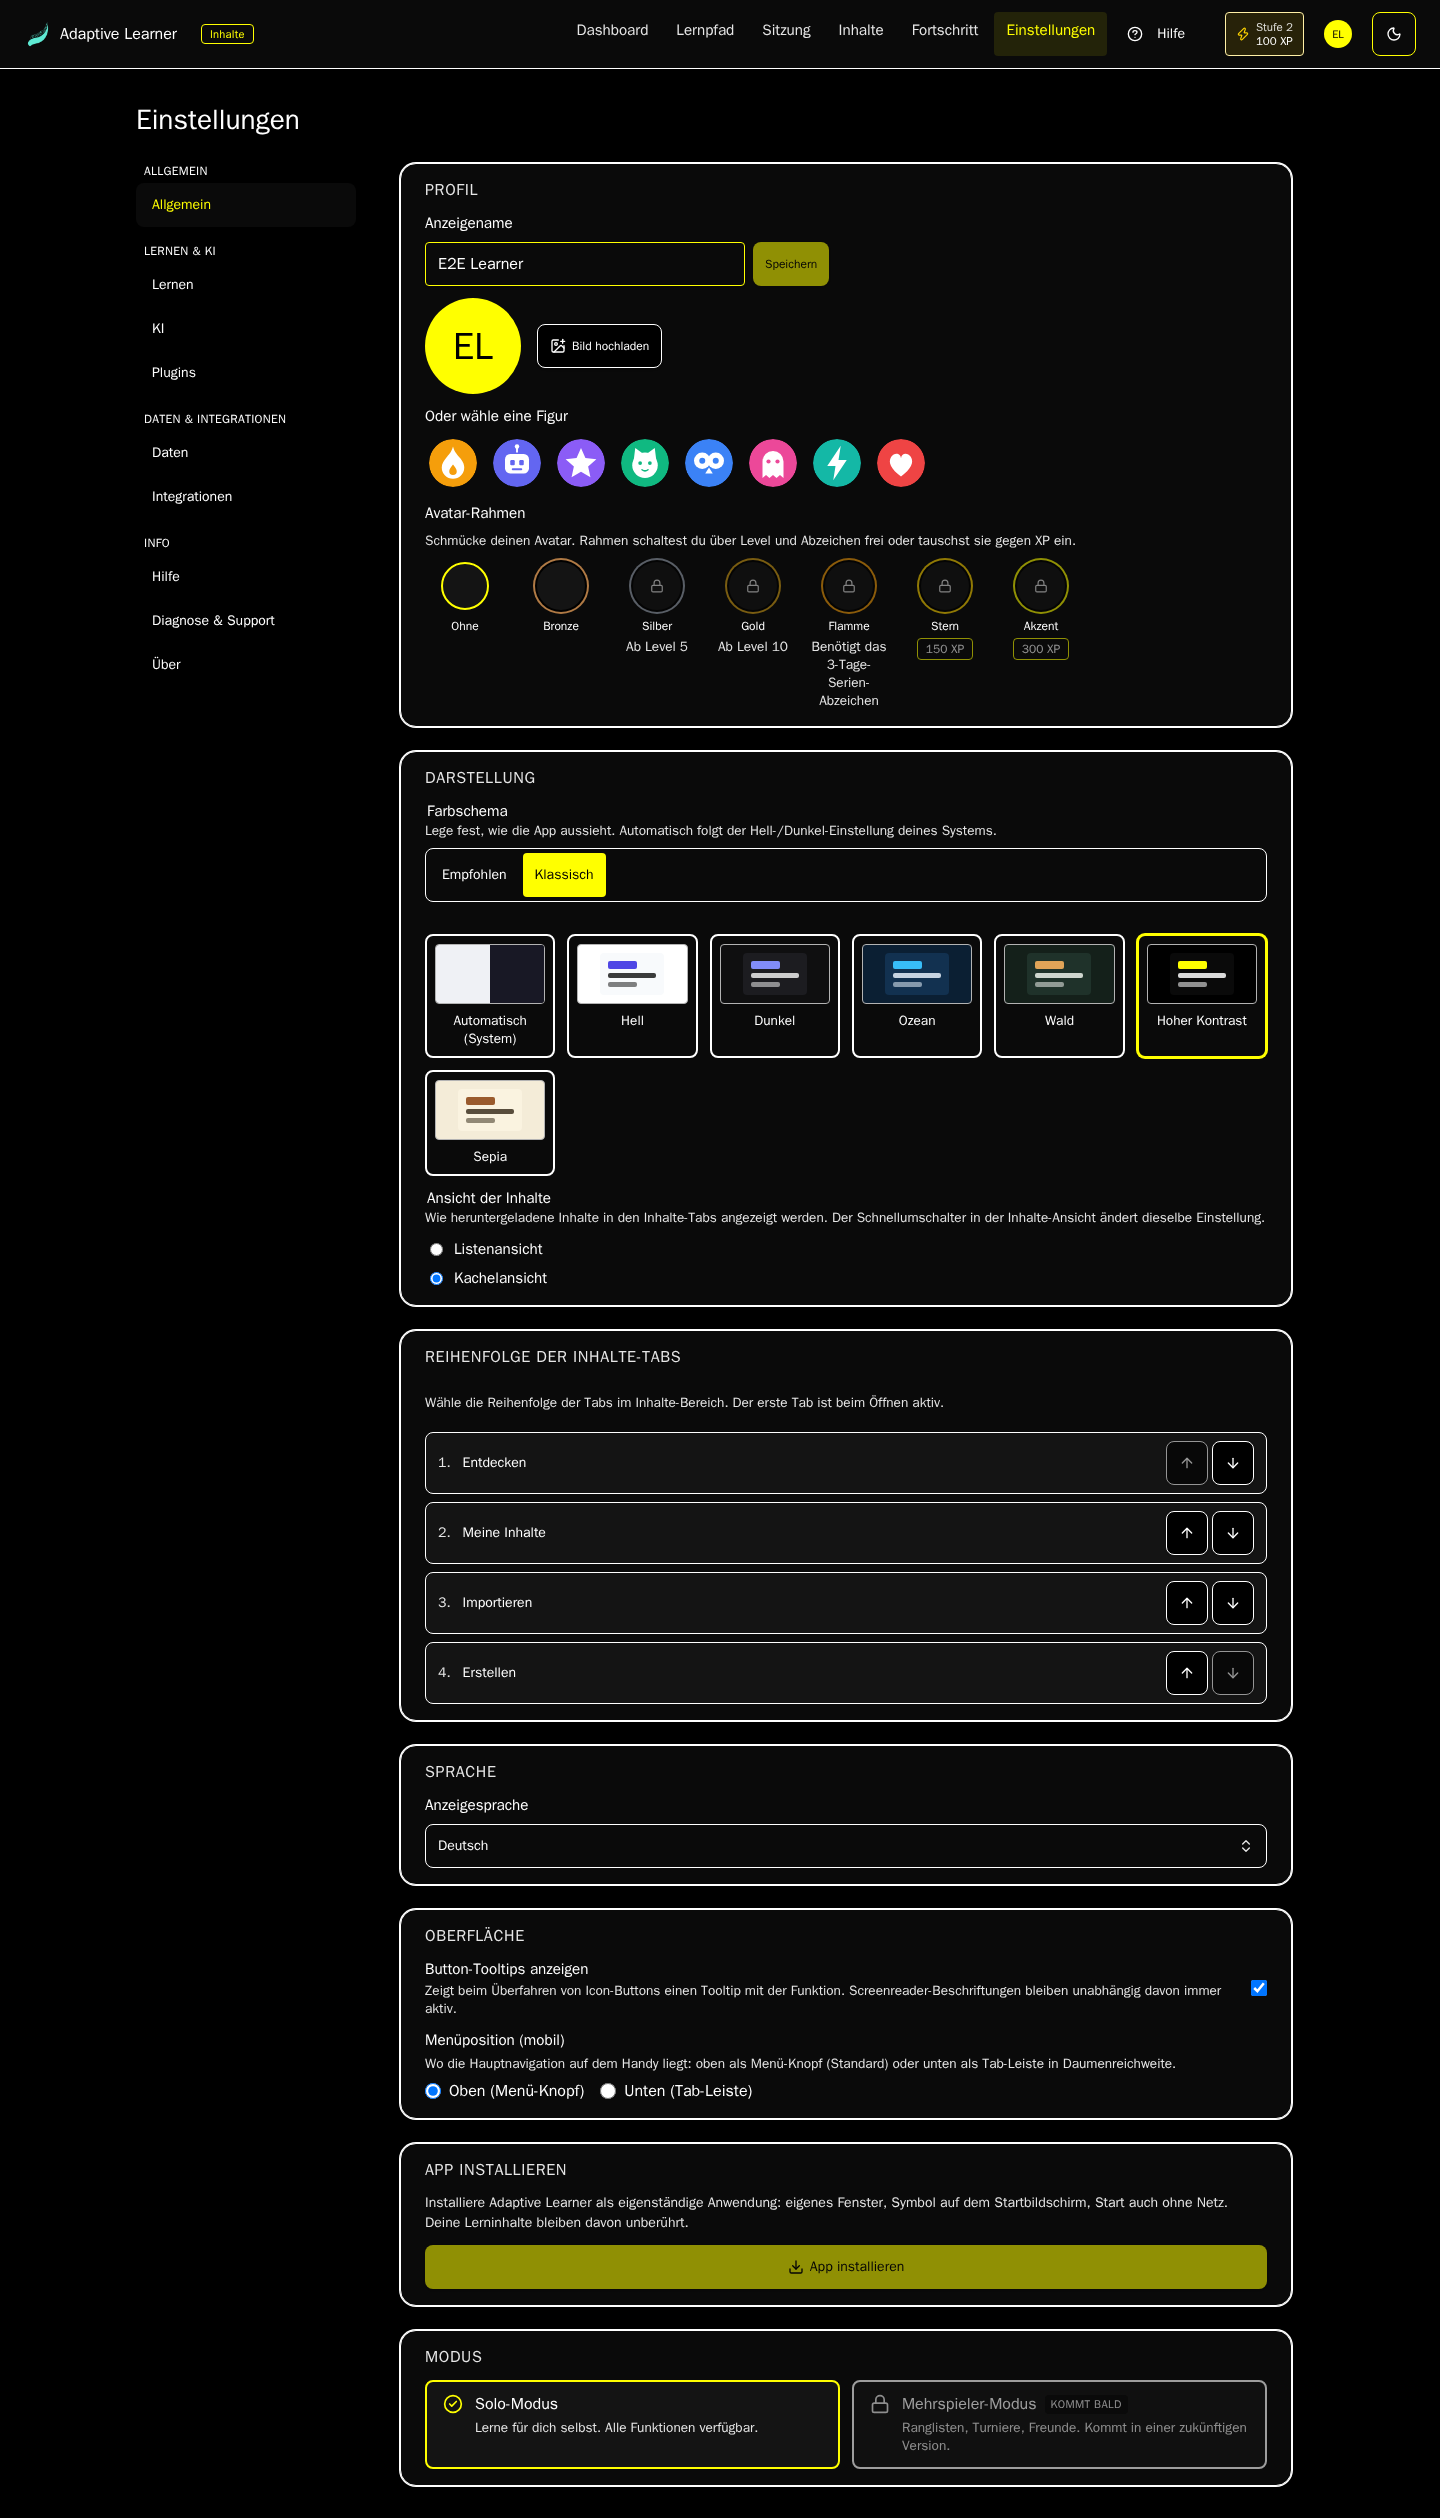 Adaptive Learner
Inhalte
Dashboard
Lernpfad
Sitzung
Inhalte
Fortschritt
Einstellungen
Hilfe
Stufe 2
100 XP
EL
Einstellungen
ALLGEMEIN
Allgemein
LERNEN & KI
Lernen
KI
Plugins
DATEN & INTEGRATIONEN
Daten
Integrationen
INFO
Hilfe
Diagnose & Support
Über
PROFIL
Anzeigename
E2E Learner
Speichern
EL
Bild hochladen
Oder wähle eine Figur
Avatar-Rahmen
Schmücke deinen Avatar. Rahmen schaltest du über Level und Abzeichen frei oder tauschst sie gegen XP ein.
Ohne
Bronze
Silber
Ab Level 5
Gold
Ab Level 10
Flamme
Benötigt das
3-Tage-
Serien-
Abzeichen
Stern
150 XP
Akzent
300 XP
DARSTELLUNG
Farbschema
Lege fest, wie die App aussieht. Automatisch folgt der Hell-/Dunkel-Einstellung deines Systems.
Empfohlen
Klassisch
Automatisch
(System)
Hell
Dunkel
Ozean
Wald
Hoher Kontrast
Sepia
Ansicht der Inhalte
Wie heruntergeladene Inhalte in den Inhalte-Tabs angezeigt werden. Der Schnellumschalter in der Inhalte-Ansicht ändert dieselbe Einstellung.
Listenansicht
Kachelansicht
REIHENFOLGE DER INHALTE-TABS
Wähle die Reihenfolge der Tabs im Inhalte-Bereich. Der erste Tab ist beim Öffnen aktiv.
1. Entdecken
2. Meine Inhalte
3. Importieren
4. Erstellen
SPRACHE
Anzeigesprache
Deutsch
OBERFLÄCHE
Button-Tooltips anzeigen
Zeigt beim Überfahren von Icon-Buttons einen Tooltip mit der Funktion. Screenreader-Beschriftungen bleiben unabhängig davon immer
aktiv.
Menüposition (mobil)
Wo die Hauptnavigation auf dem Handy liegt: oben als Menü-Knopf (Standard) oder unten als Tab-Leiste in Daumenreichweite.
Oben (Menü-Knopf)
Unten (Tab-Leiste)
APP INSTALLIEREN
Installiere Adaptive Learner als eigenständige Anwendung: eigenes Fenster, Symbol auf dem Startbildschirm, Start auch ohne Netz.
Deine Lerninhalte bleiben davon unberührt.
App installieren
MODUS
Solo-Modus
Lerne für dich selbst. Alle Funktionen verfügbar.
Mehrspieler-Modus
KOMMT BALD
Ranglisten, Turniere, Freunde. Kommt in einer zukünftigen
Version.